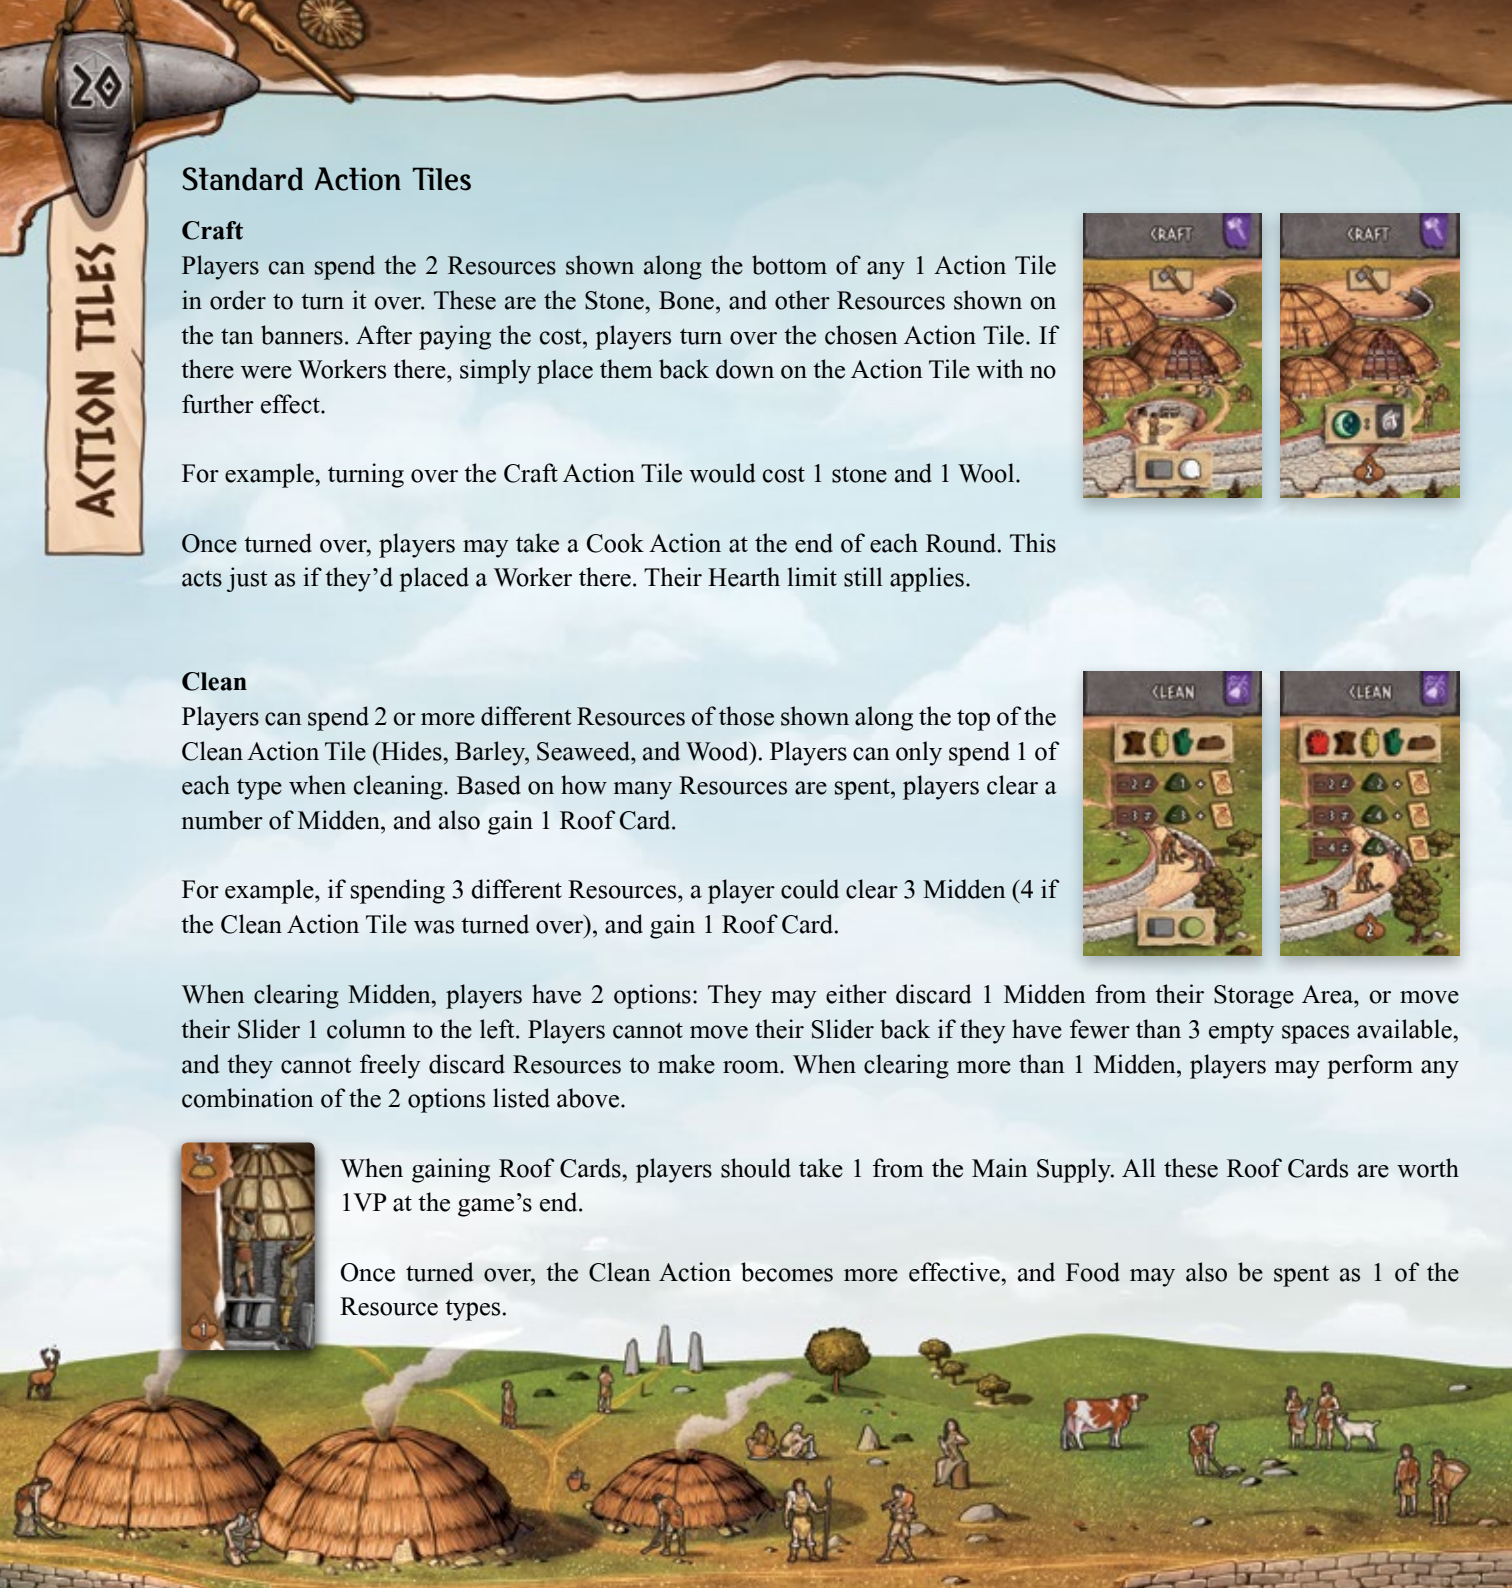 20
ACTION TILES
Standard Action Tiles
Craft
Players can spend the 2 Resources shown along the bottom of any 1 Action Tile
in order to turn it over. These are the Stone, Bone, and other Resources shown on
the tan banners. After paying the cost, players turn over the chosen Action Tile. If
there were Workers there, simply place them back down on the Action Tile with no
further effect.
For example, turning over the Craft Action Tile would cost 1 stone and 1 Wool.
Once turned over, players may take a Cook Action at the end of each Round. This
acts just as if they’d placed a Worker there. Their Hearth limit still applies.
CRAFT
CRAFT
2
Clean
Players can spend 2 or more different Resources of those shown along the top of the
Clean Action Tile (Hides, Barley, Seaweed, and Wood). Players can only spend 1 of
each type when cleaning. Based on how many Resources are spent, players clear a
number of Midden, and also gain 1 Roof Card.
For example, if spending 3 different Resources, a player could clear 3 Midden (4 if
the Clean Action Tile was turned over), and gain 1 Roof Card.
CLEAN
-2≠ -1 +
-3≠ -3 +
CLEAN
-2≠ -2 +
-3≠ -4 +
-4≠ -6 +
2
When clearing Midden, players have 2 options: They may either discard 1 Midden from their Storage Area, or move
their Slider 1 column to the left. Players cannot move their Slider back if they have fewer than 3 empty spaces available,
and they cannot freely discard Resources to make room. When clearing more than 1 Midden, players may perform any
combination of the 2 options listed above.
1
When gaining Roof Cards, players should take 1 from the Main Supply. All these Roof Cards are worth
1VP at the game’s end.
Once turned over, the Clean Action becomes more effective, and Food may also be spent as 1 of the
Resource types.